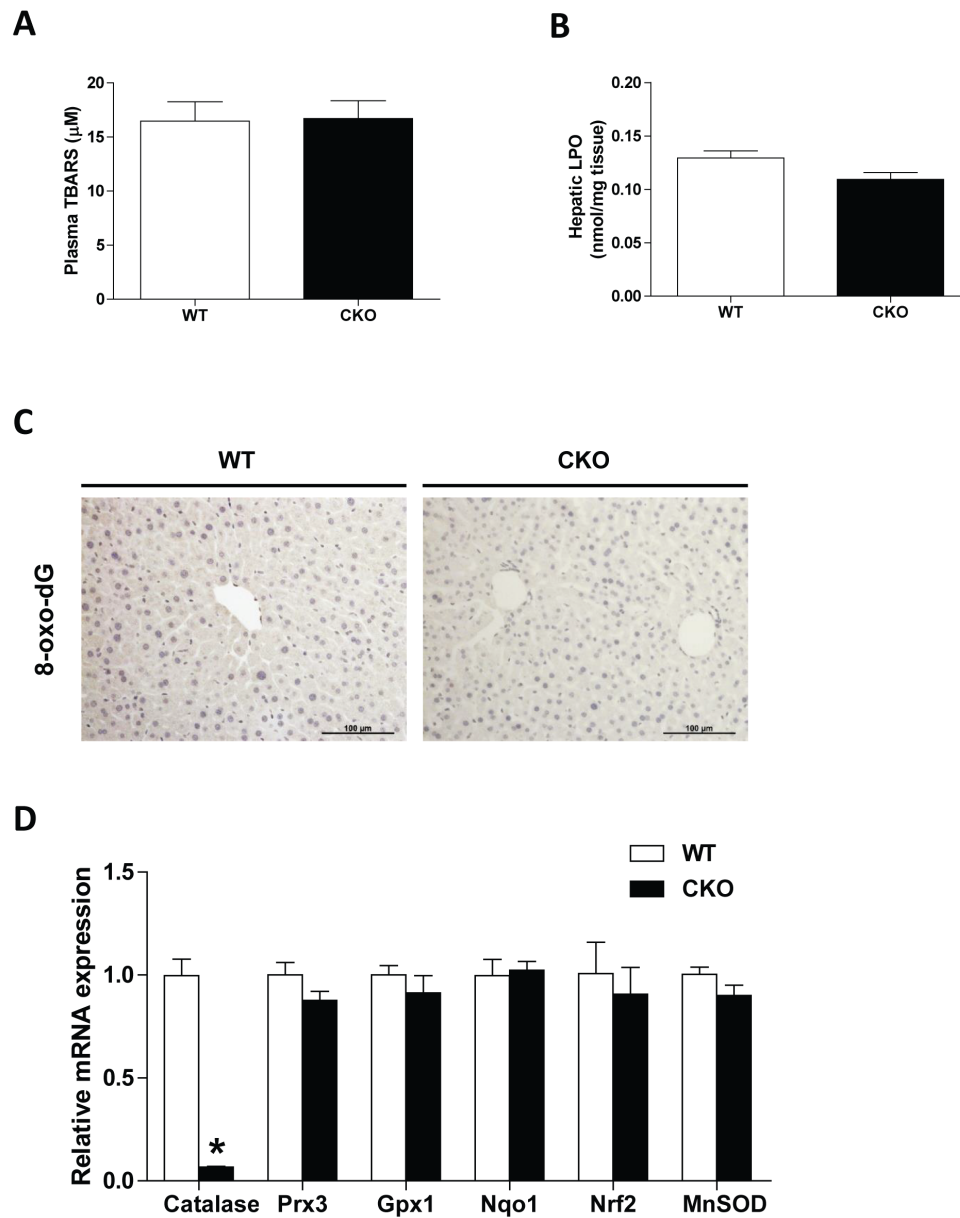 A
Plasma TBARS (µM)
20
15
10
5
0
WT
CKO
B
Hepatic LPO
(nmol/mg tissue)
0.20
0.15
0.10
0.05
0.00
WT
CKO
C
WT
CKO
8-oxo-dG
100 µm
100 µm
D
WT
CKO
Relative mRNA expression
1.5
1.0
0.5
0.0
*
Catalase
Prx3
Gpx1
Nqo1
Nrf2
MnSOD